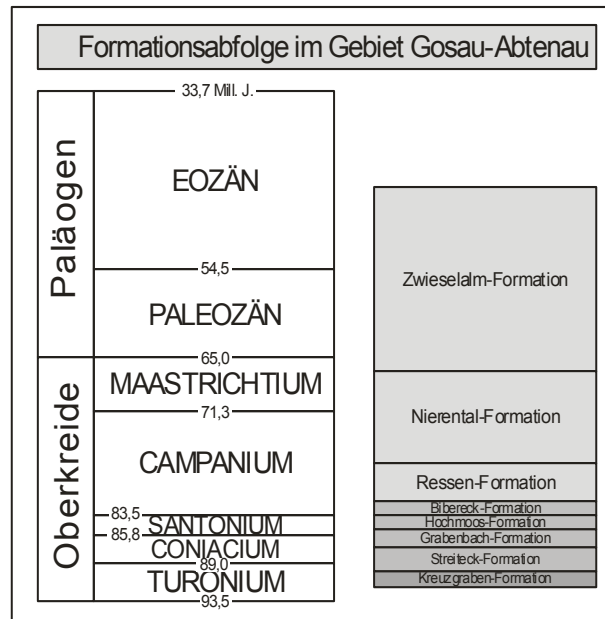 Formationsabfolge im Gebiet Gosau-Abtenau
33,7 Mill. J.
Paläogen
EOZÄN
54,5
PALEOZÄN
65,0
Oberkreide
MAASTRICHTIUM
71,3
CAMPANIUM
83,5
SANTONIUM
85,8
CONIACIUM
89,0
TURONIUM
93,5
Zwieselalm-Formation
Nierental-Formation
Ressen-Formation
Bibereck-Formation
Hochmoos-Formation
Grabenbach-Formation
Streiteck-Formation
Kreuzgraben-Formation